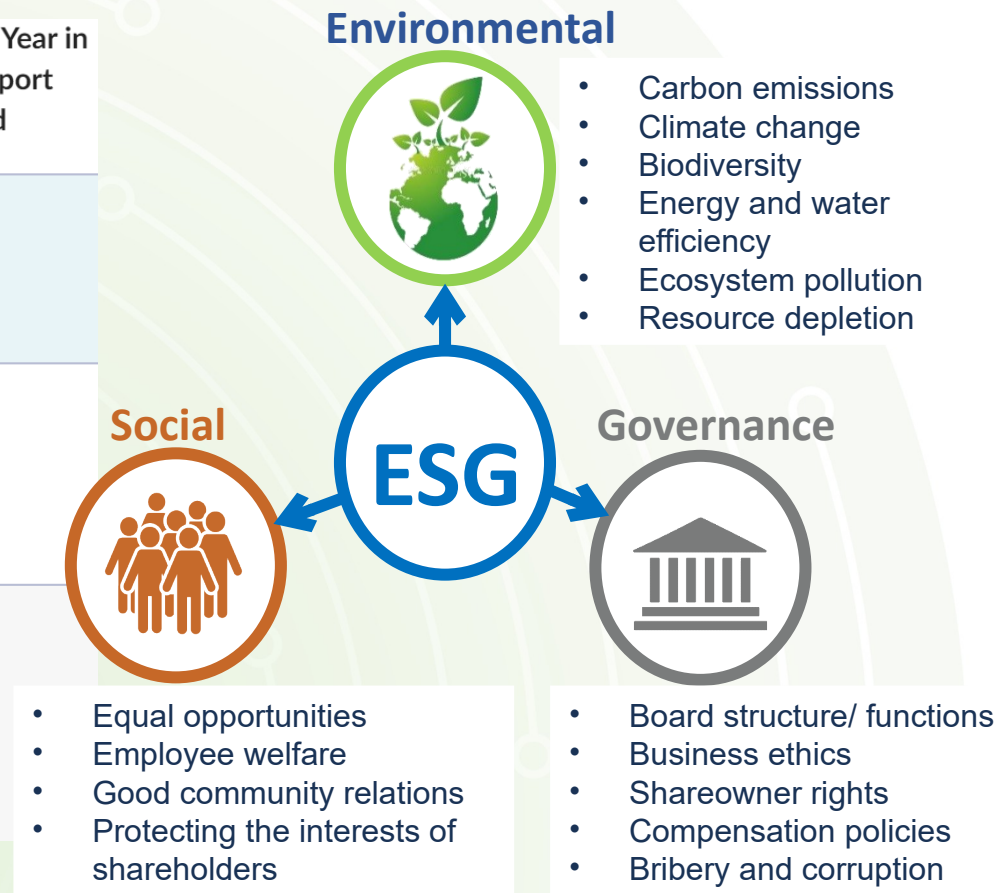 Year in
port
d
Environmental
• Carbon emissions
• Climate change
• Biodiversity
• Energy and water
efficiency
• Ecosystem pollution
• Resource depletion
ESG
Social
• Equal opportunities
• Employee welfare
• Good community relations
• Protecting the interests of
shareholders
Governance
• Board structure/ functions
• Business ethics
• Shareowner rights
• Compensation policies
• Bribery and corruption